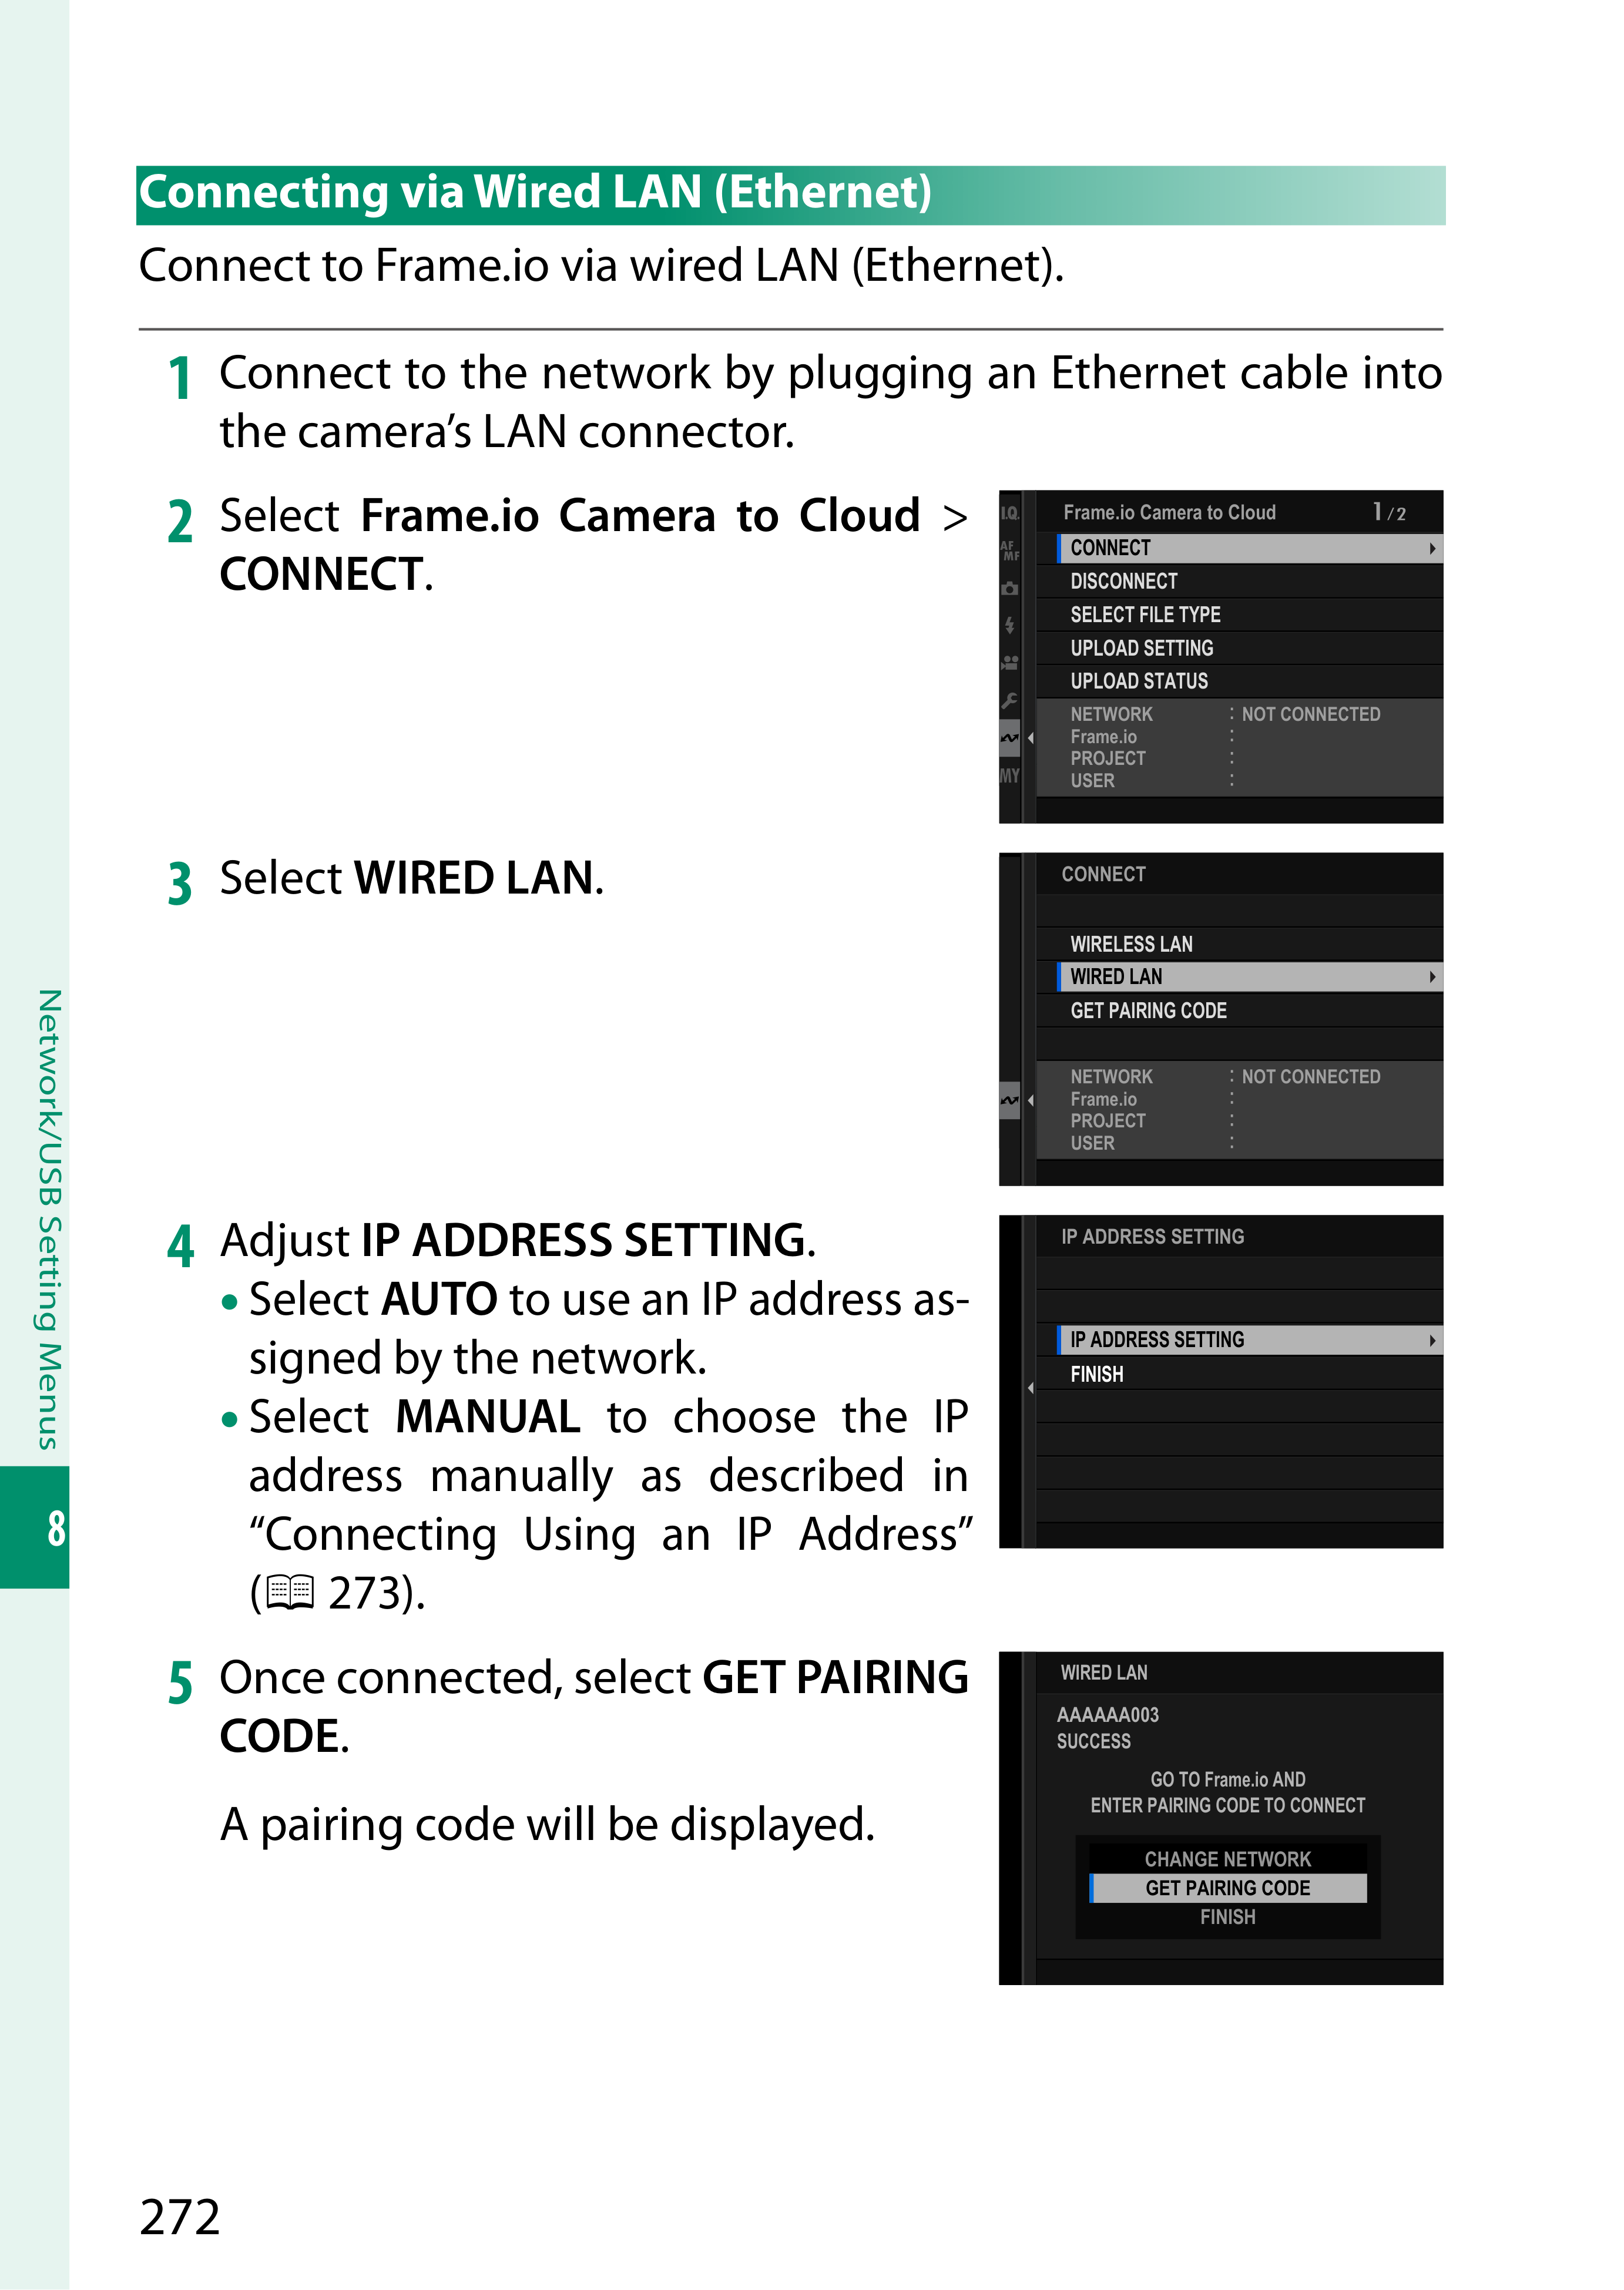 Connecting via Wired LAN (Ethernet)
Connect to Frame.io via wired LAN (Ethernet).
1 Connect to the network by plugging an Ethernet cable into
the camera’s LAN connector.
2 Select Frame.io Camera to Cloud >
CONNECT.
I.Q.
AF
MF
MY
Frame.io Camera to Cloud 1/2
CONNECT
DISCONNECT
SELECT FILE TYPE
UPLOAD SETTING
UPLOAD STATUS
NETWORK : NOT CONNECTED
Frame.io :
PROJECT :
USER :
3 Select WIRED LAN.
CONNECT
WIRELESS LAN
WIRED LAN
GET PAIRING CODE
NETWORK : NOT CONNECTED
Frame.io :
PROJECT :
USER :
4 Adjust IP ADDRESS SETTING.
• Select AUTO to use an IP address as-
signed by the network.
• Select MANUAL to choose the IP
address manually as described in
“Connecting Using an IP Address”
(273).
IP ADDRESS SETTING
IP ADDRESS SETTING
FINISH
5 Once connected, select GET PAIRING
CODE.
A pairing code will be displayed.
WIRED LAN
AAAAAA003
SUCCESS
GO TO Frame.io AND
ENTER PAIRING CODE TO CONNECT
CHANGE NETWORK
GET PAIRING CODE
FINISH
Network/USB Setting Menus
8
272